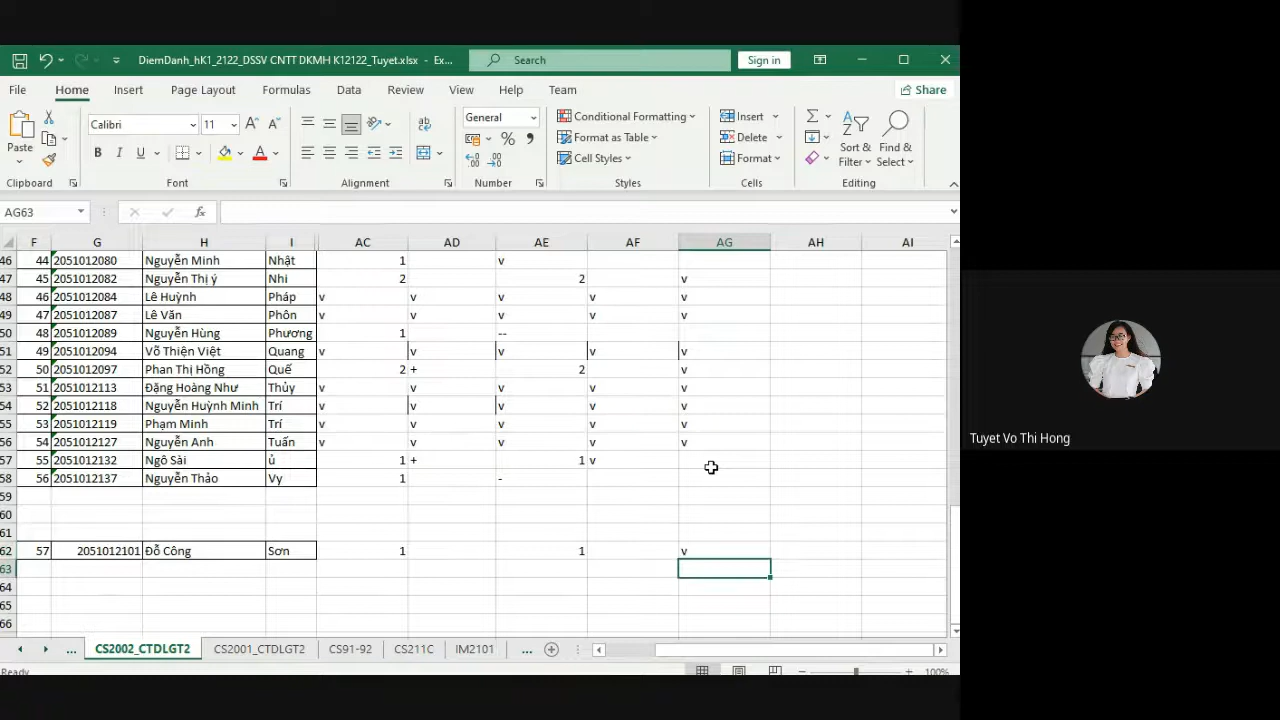 DiemDanh_hK1_2122_DSSV CNTT DKMH K12122_Tuyet.xlsx - Ex...
Search
Sign in
File Home Insert Page Layout Formulas Data Review View Help Team
Share
Paste
Calibri 11
B I U
ab
General
Conditional Formatting
Format as Table
Cell Styles
Insert
Delete
Format
Sort & Filter
Find & Select
Clipboard Font Alignment Number Styles Cells Editing
AG63 fx
F G H I AC AD AE AF AG AH AI
46 44 2051012080 Nguyễn Minh Nhật 1 v
47 45 2051012082 Nguyễn Thị ý Nhi 2 2 v
48 46 2051012084 Lê Huỳnh Pháp v v v v v
49 47 2051012087 Lê Văn Phôn v v v v v
50 48 2051012089 Nguyễn Hùng Phương 1 --
51 49 2051012094 Võ Thiện Việt Quang v v v v v
52 50 2051012097 Phan Thị Hồng Quế 2 + 2 v
53 51 2051012113 Đặng Hoàng Như Thủy v v v v v
54 52 2051012118 Nguyễn Huỳnh Minh Trí v v v v v
55 53 2051012119 Phạm Minh Trí v v v v v
56 54 2051012127 Nguyễn Anh Tuấn v v v v v
57 55 2051012132 Ngô Sài ủ 1 + 1 v
58 56 2051012137 Nguyễn Thảo Vy 1 -
59
60
61
62 57 2051012101 Đỗ Công Sơn 1 1 v
63
64
65
66
... CS2002_CTDLGT2 CS2001_CTDLGT2 CS91-92 CS211C IM2101 ...
Ready 100%
Tuyet Vo Thi Hong